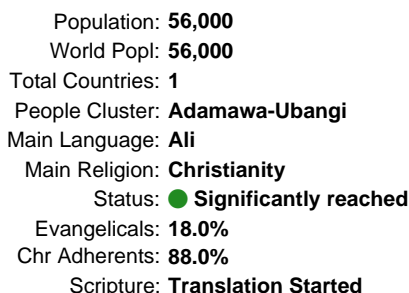 Population: 56,000
World Popl: 56,000
Total Countries: 1
People Cluster: Adamawa-Ubangi
Main Language: Ali
Main Religion: Christianity
Status: Significantly reached
Evangelicals: 18.0%
Chr Adherents: 88.0%
Scripture: Translation Started